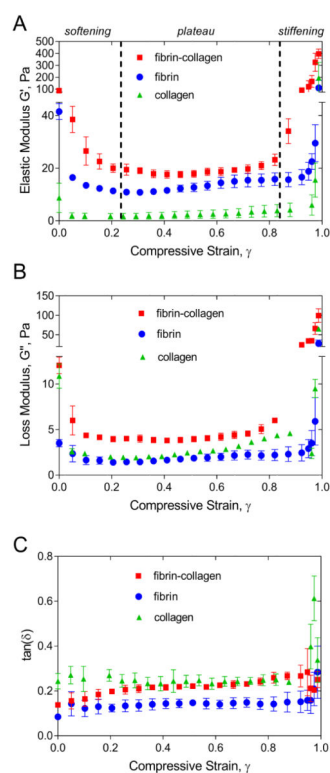 A
softening
plateau
stiffening
500
400
300
200
100
40
20
0
Elastic Modulus G', Pa
fibrin-collagen
fibrin
collagen
0.0 0.2 0.4 0.6 0.8 1.0
Compressive Strain, γ
B
150
100
50
10
5
0
Loss Modulus, G", Pa
fibrin-collagen
fibrin
collagen
0.0 0.2 0.4 0.6 0.8 1.0
Compressive Strain, γ
C
0.8
0.6
0.4
0.2
0.0
tan(δ)
fibrin-collagen
fibrin
collagen
0.0 0.2 0.4 0.6 0.8 1.0
Compressive Strain, γ